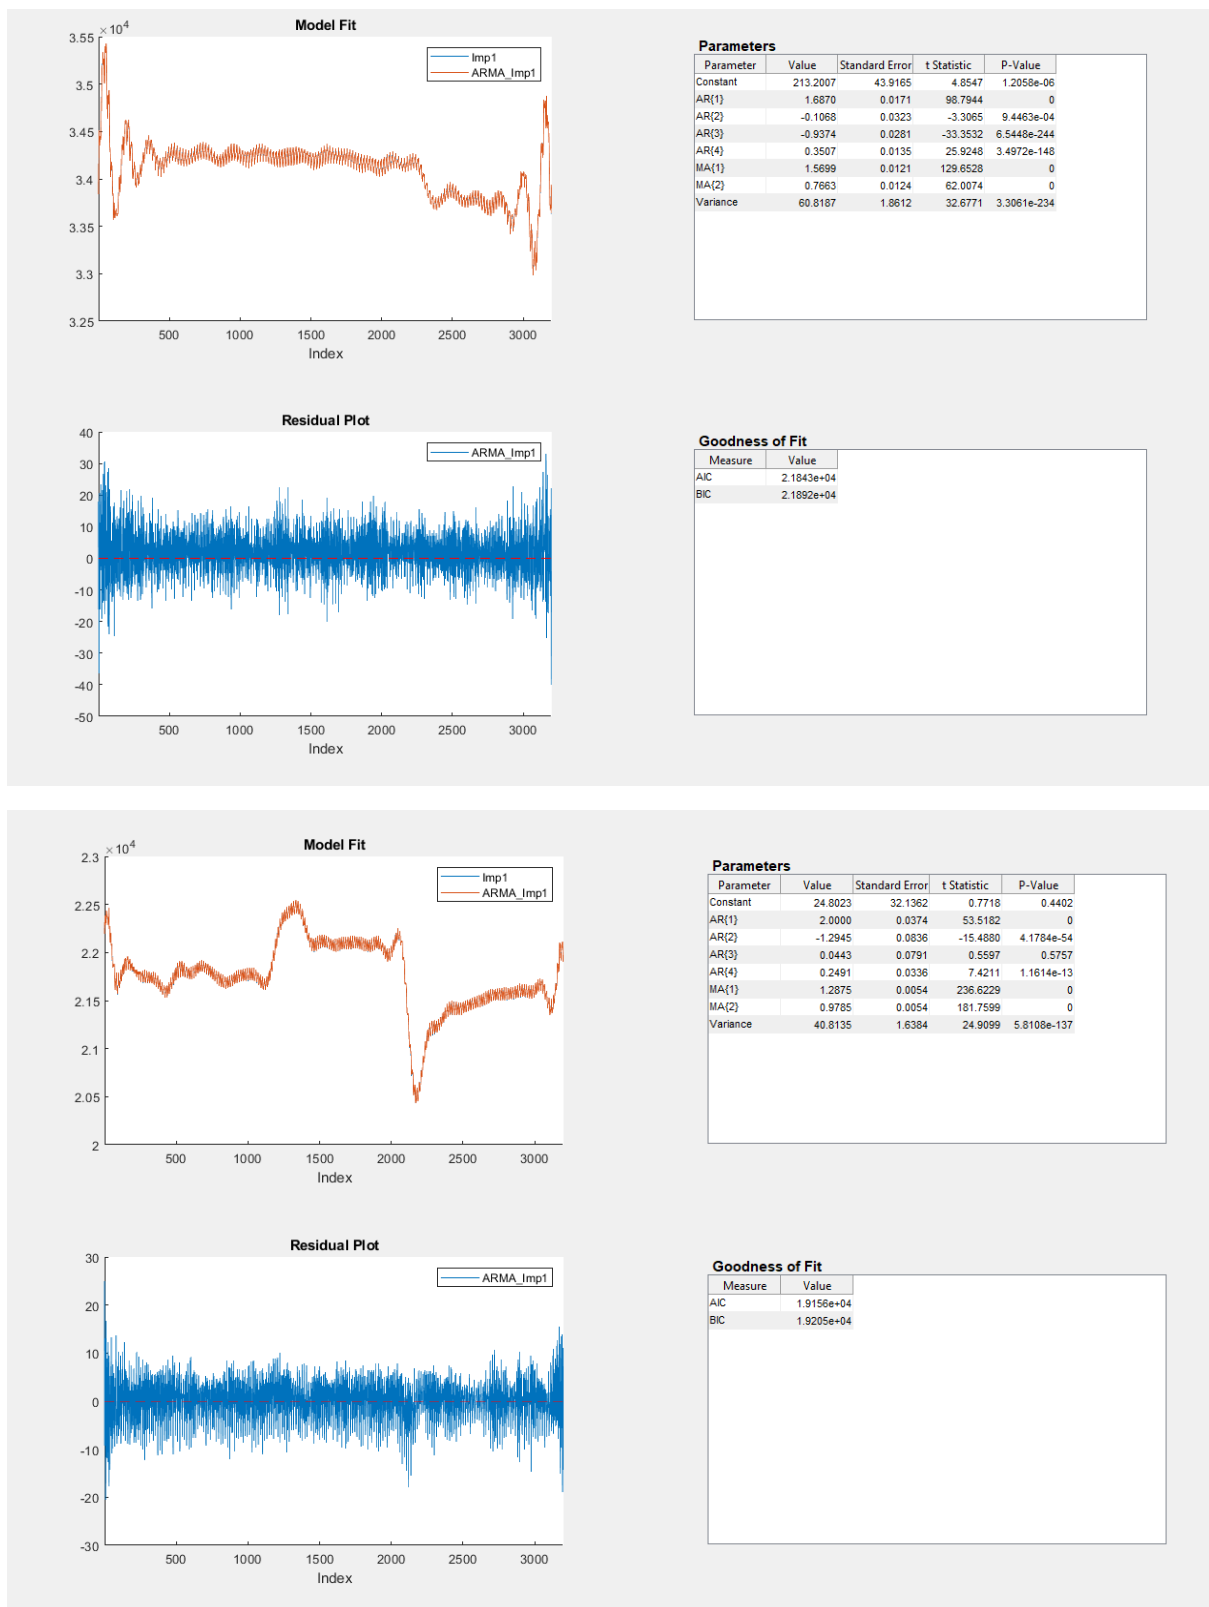 Model Fit
×10^4
3.55
3.5
3.45
3.4
3.35
3.3
3.25
500 1000 1500 2000 2500 3000
Index
Imp1
ARMA_Imp1
Parameters
Parameter Value Standard Error t Statistic P-Value
Constant 213.2007 43.9165 4.8547 1.2058e-06
AR{1} 1.6870 0.0171 98.7944 0
AR{2} -0.1068 0.0323 -3.3065 9.4463e-04
AR{3} -0.9374 0.0281 -33.3532 6.5448e-244
AR{4} 0.3507 0.0135 25.9248 3.4972e-148
MA{1} 1.5699 0.0121 129.6528 0
MA{2} 0.7663 0.0124 62.0074 0
Variance 60.8187 1.8612 32.6771 3.3061e-234
Residual Plot
40
30
20
10
0
-10
-20
-30
-40
-50
500 1000 1500 2000 2500 3000
Index
ARMA_Imp1
Goodness of Fit
Measure Value
AIC 2.1843e+04
BIC 2.1892e+04
Model Fit
×10^4
2.3
2.25
2.2
2.15
2.1
2.05
2
500 1000 1500 2000 2500 3000
Index
Imp1
ARMA_Imp1
Parameters
Parameter Value Standard Error t Statistic P-Value
Constant 24.8023 32.1362 0.7718 0.4402
AR{1} 2.0000 0.0374 53.5182 0
AR{2} -1.2945 0.0836 -15.4880 4.1784e-54
AR{3} 0.0443 0.0791 0.5597 0.5757
AR{4} 0.2491 0.0336 7.4211 1.1614e-13
MA{1} 1.2875 0.0054 236.6229 0
MA{2} 0.9785 0.0054 181.7599 0
Variance 40.8135 1.6384 24.9099 5.8108e-137
Residual Plot
30
20
10
0
-10
-20
-30
500 1000 1500 2000 2500 3000
Index
ARMA_Imp1
Goodness of Fit
Measure Value
AIC 1.9156e+04
BIC 1.9205e+04